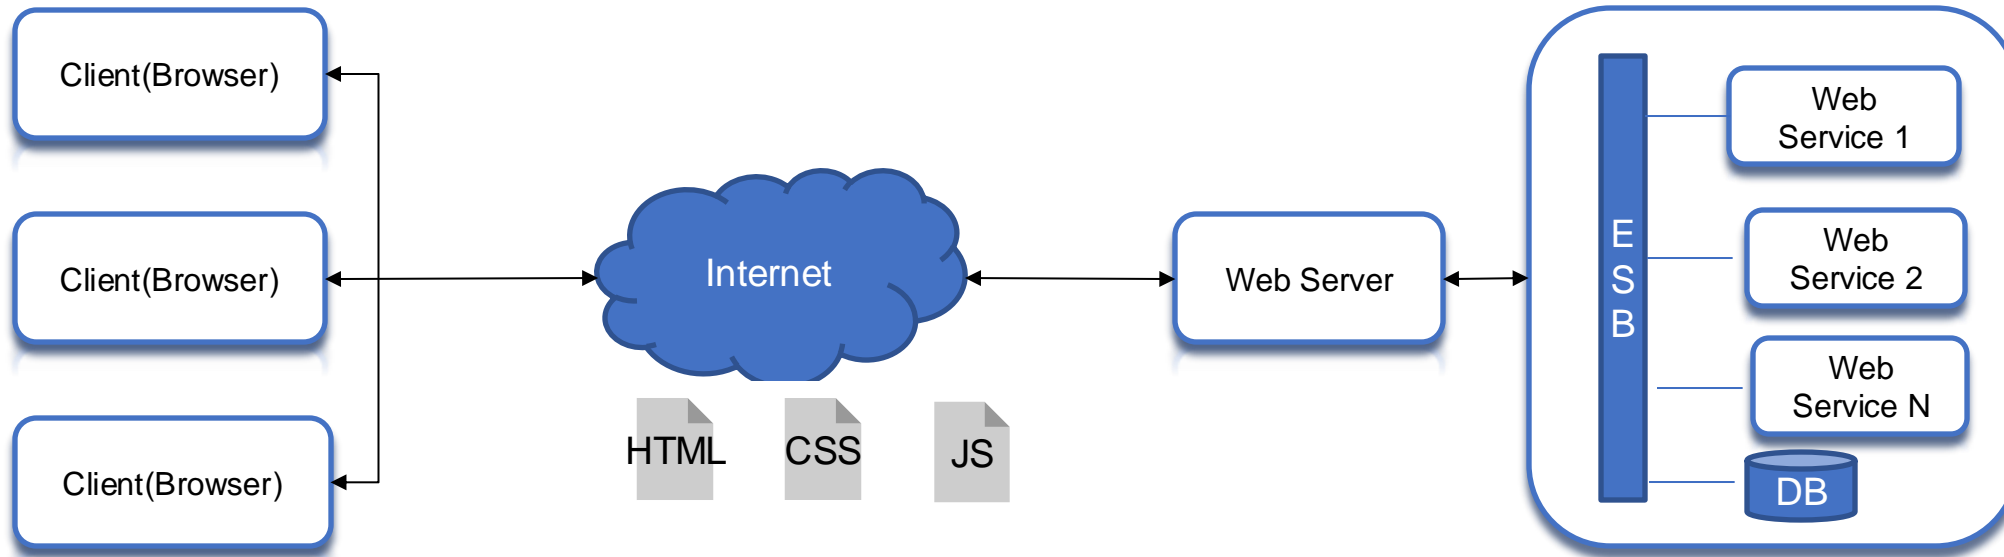 Client(Browser)
Client(Browser)
Client(Browser)
Internet
HTML
CSS
JS
Web Server
E
S
B
Web
Service 1
Web
Service 2
Web
Service N
DB